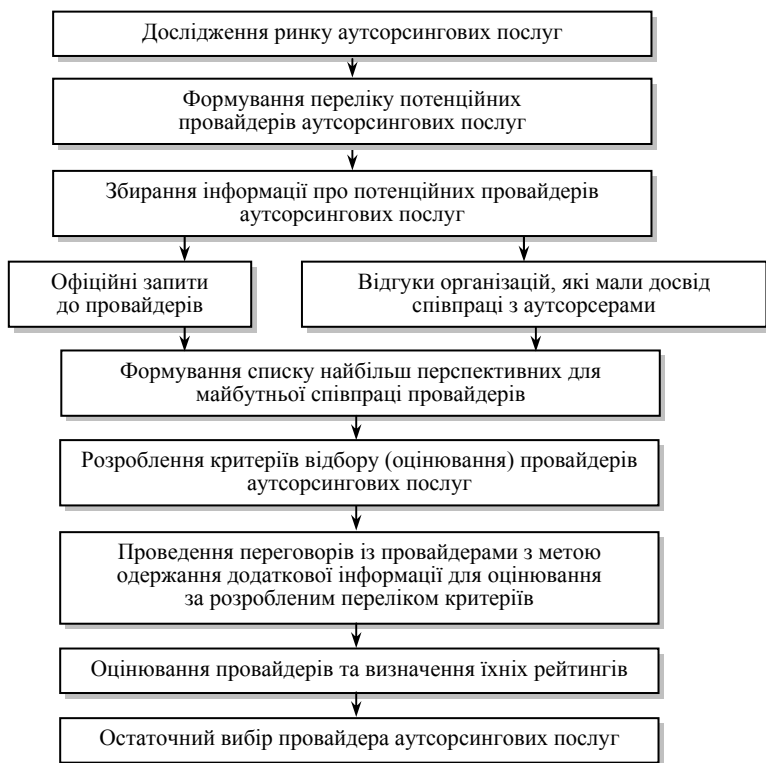 Дослідження ринку аутсорсингових послуг
Формування переліку потенційних
провайдерів аутсорсингових послуг
Збирання інформації про потенційних провайдерів
аутсорсингових послуг
Офіційні запити
до провайдерів
Відгуки організацій, які мали досвід
співпраці з аутсорсерами
Формування списку найбільш перспективних для
майбутньої співпраці провайдерів
Розроблення критеріїв відбору (оцінювання) провайдерів
аутсорсингових послуг
Проведення переговорів із провайдерами з метою
одержання додаткової інформації для оцінювання
за розробленим переліком критеріїв
Оцінювання провайдерів та визначення їхніх рейтингів
Остаточний вибір провайдера аутсорсингових послуг